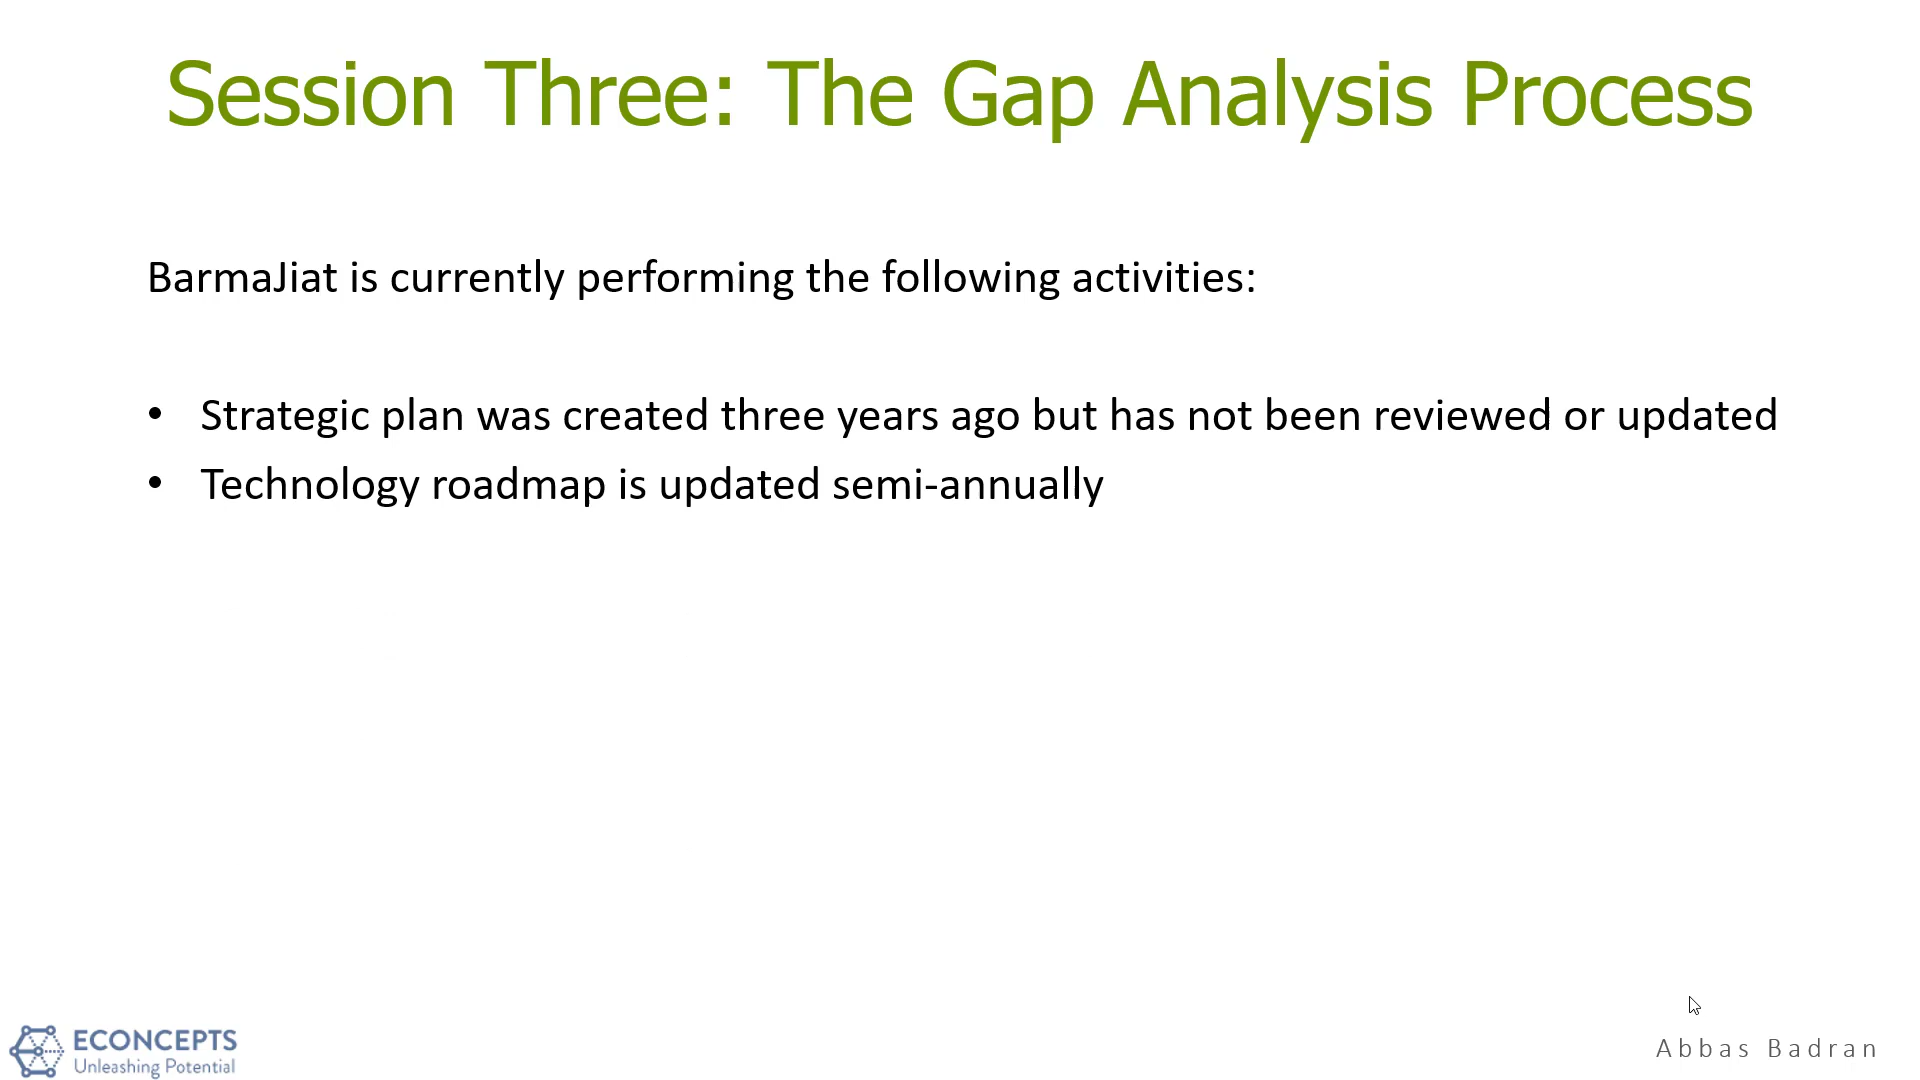 Session Three: The Gap Analysis Process
BarmaJiat is currently performing the following activities:
• Strategic plan was created three years ago but has not been reviewed or updated
• Technology roadmap is updated semi-annually
ECONCEPTS
Unleashing Potential
Abbas Badran